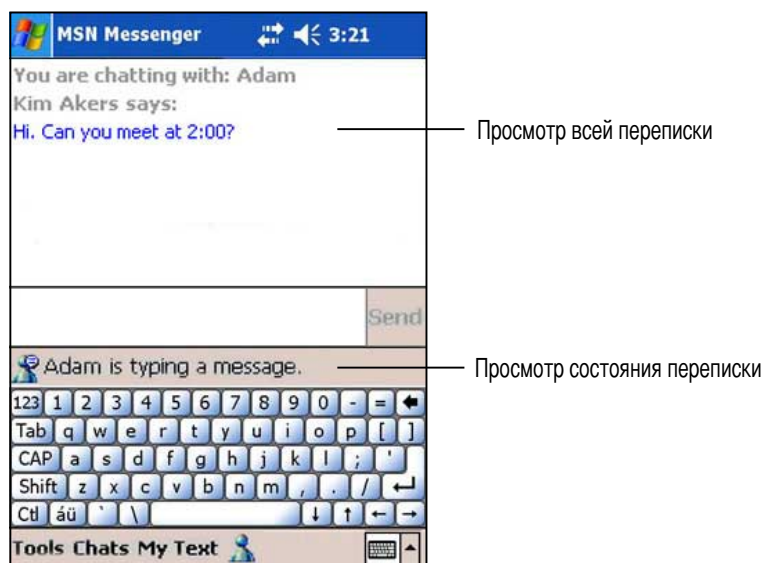 MSN Messenger 3:21
You are chatting with: Adam
Kim Akers says:
Hi. Can you meet at 2:00?
Просмотр всей переписки
Send
Adam is typing a message.
Просмотр состояния переписки
123 1 2 3 4 5 6 7 8 9 0 - =
Tab q w e r t y u i o p [ ]
CAP a s d f g h j k l ; '
Shift z x c v b n m , . /
Ctl áü ` \
Tools Chats My Text